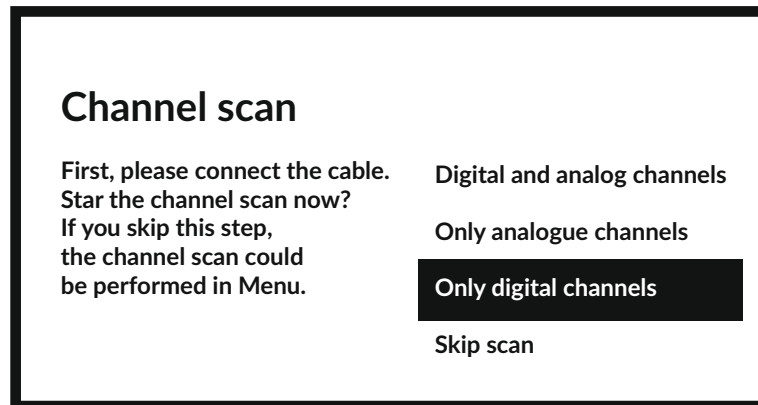 Channel scan
First, please connect the cable.
Star the channel scan now?
If you skip this step,
the channel scan could
be performed in Menu.
Digital and analog channels
Only analogue channels
Only digital channels
Skip scan